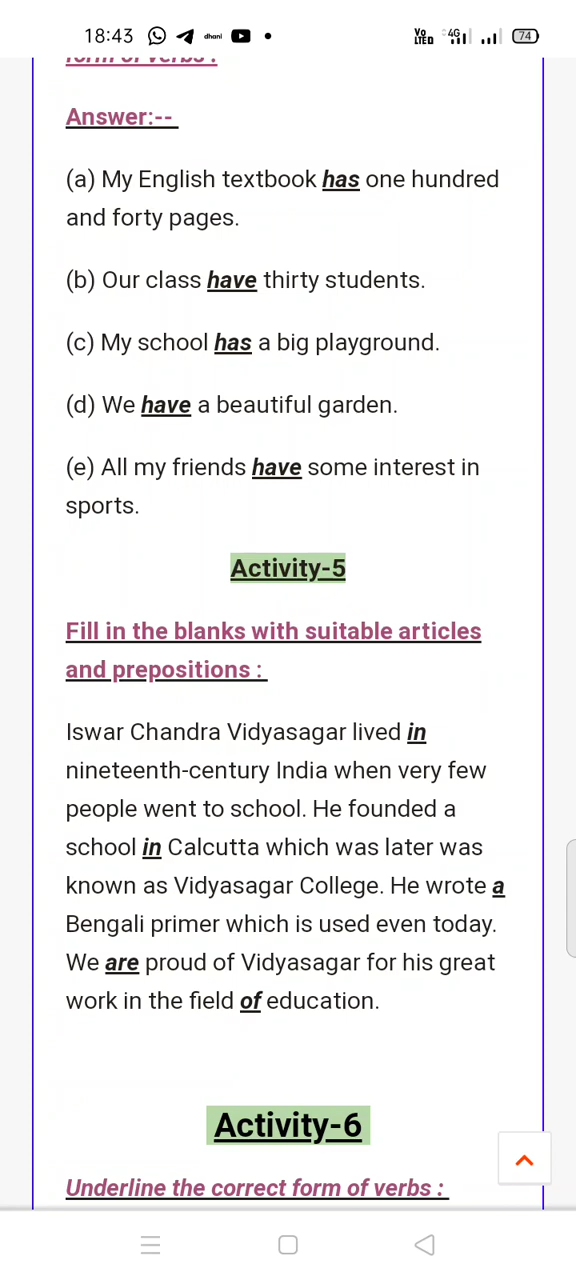 18:43 dhani VoLTED 4G 74
Answer:--
(a) My English textbook has one hundred
and forty pages.
(b) Our class have thirty students.
(c) My school has a big playground.
(d) We have a beautiful garden.
(e) All my friends have some interest in
sports.
Activity-5
Fill in the blanks with suitable articles
and prepositions :
Iswar Chandra Vidyasagar lived in
nineteenth-century India when very few
people went to school. He founded a
school in Calcutta which was later was
known as Vidyasagar College. He wrote a
Bengali primer which is used even today.
We are proud of Vidyasagar for his great
work in the field of education.
Activity-6
Underline the correct form of verbs :